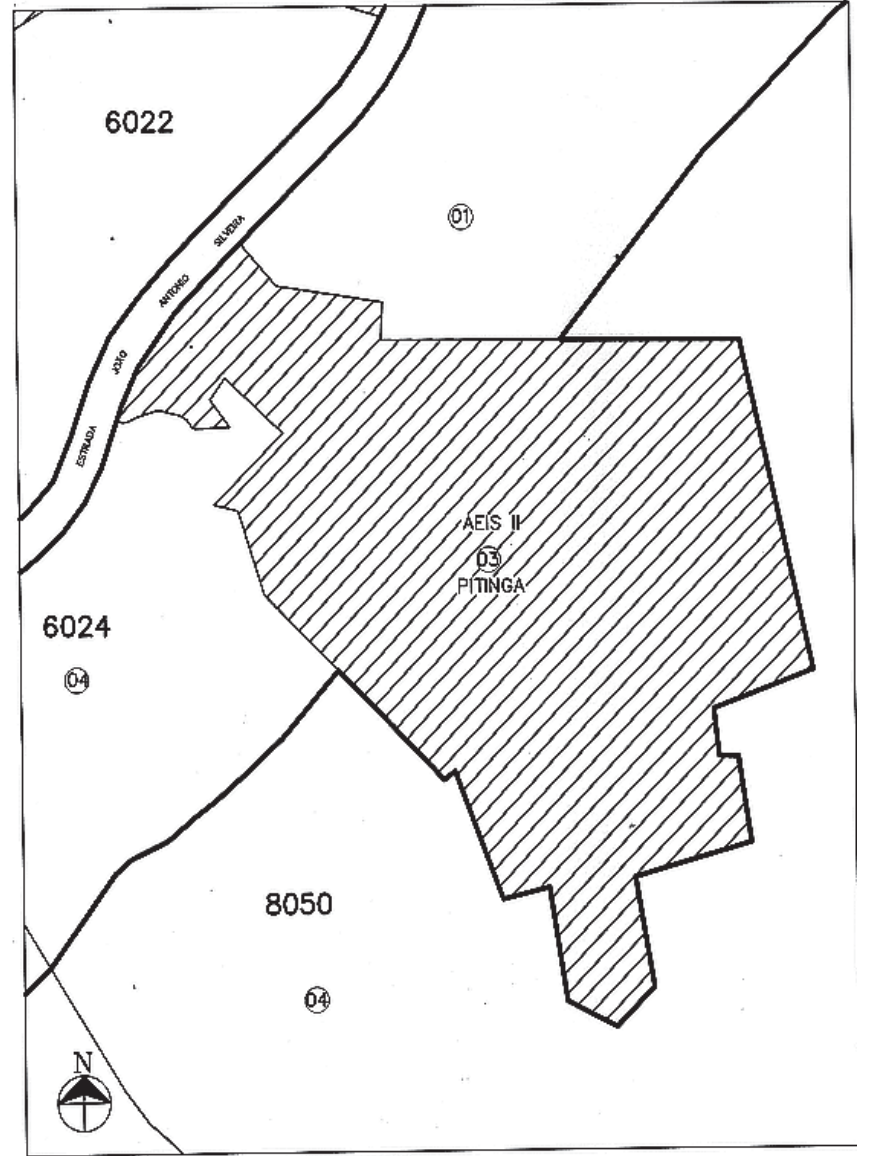 6022
01
SILVEIRA
ANTONIO
JOÃO
ESTRADA
AEIS II
03
PITINGA
6024
04
8050
04
N